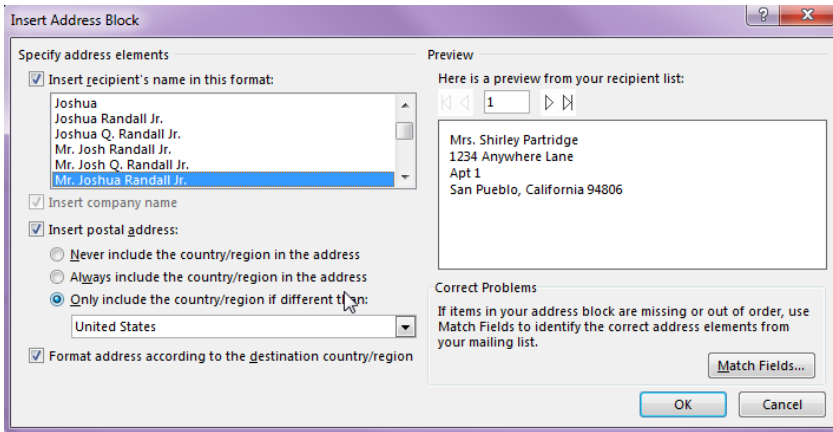 Insert Address Block
Specify address elements
Insert recipient's name in this format:
Joshua
Joshua Randall Jr.
Joshua Q. Randall Jr.
Mr. Josh Randall Jr.
Mr. Josh Q. Randall Jr.
Mr. Joshua Randall Jr.
Insert company name
Insert postal address:
Never include the country/region in the address
Always include the country/region in the address
Only include the country/region if different than:
United States
Format address according to the destination country/region
Preview
Here is a preview from your recipient list:
1
Mrs. Shirley Partridge
1234 Anywhere Lane
Apt 1
San Pueblo, California 94806
Correct Problems
If items in your address block are missing or out of order, use
Match Fields to identify the correct address elements from
your mailing list.
Match Fields...
OK
Cancel